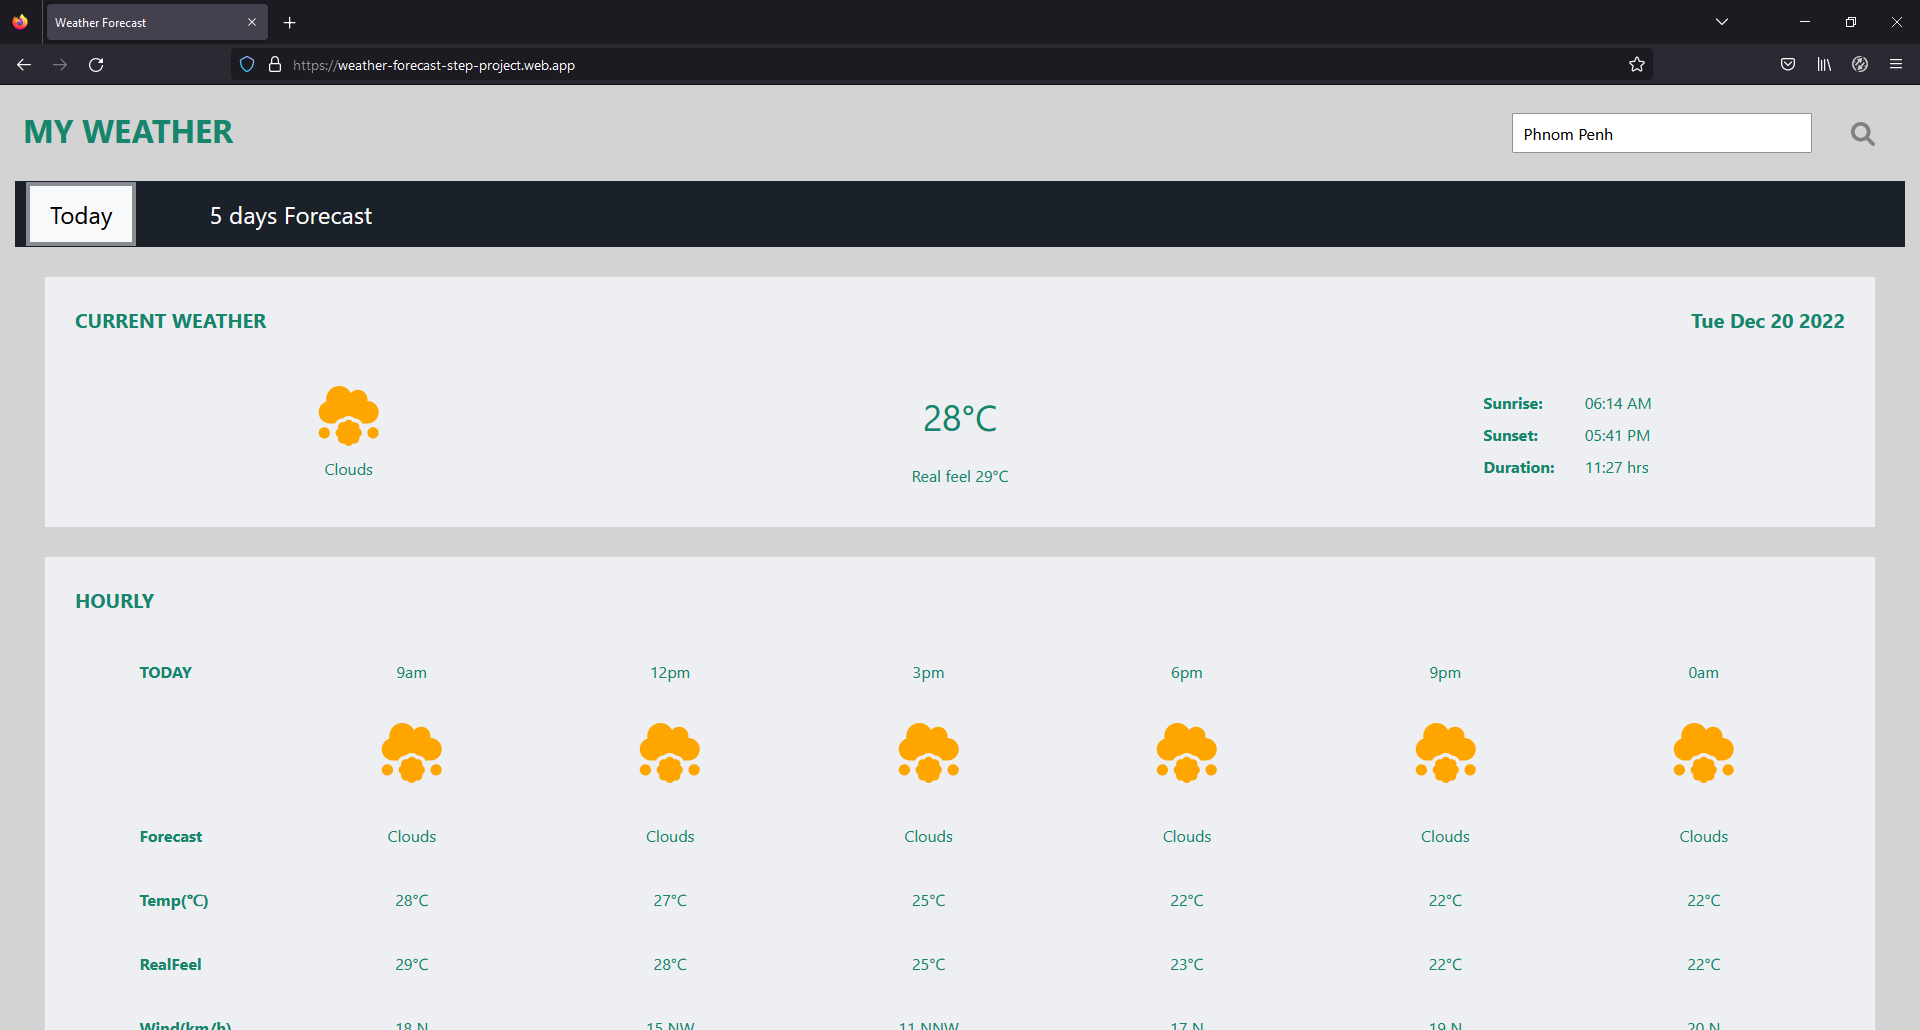 Weather Forecast
https://weather-forecast-step-project.web.app
MY WEATHER
Phnom Penh
Today 5 days Forecast
CURRENT WEATHER Tue Dec 20 2022
Clouds
28°C
Real feel 29°C
Sunrise: 06:14 AM
Sunset: 05:41 PM
Duration: 11:27 hrs
HOURLY
TODAY 9am 12pm 3pm 6pm 9pm 0am
Forecast Clouds Clouds Clouds Clouds Clouds Clouds
Temp(°C) 28°C 27°C 25°C 22°C 22°C 22°C
RealFeel 29°C 28°C 25°C 23°C 22°C 22°C
Wind(km/h) 18 N 15 NW 11 NNW 17 N 19 N 20 N